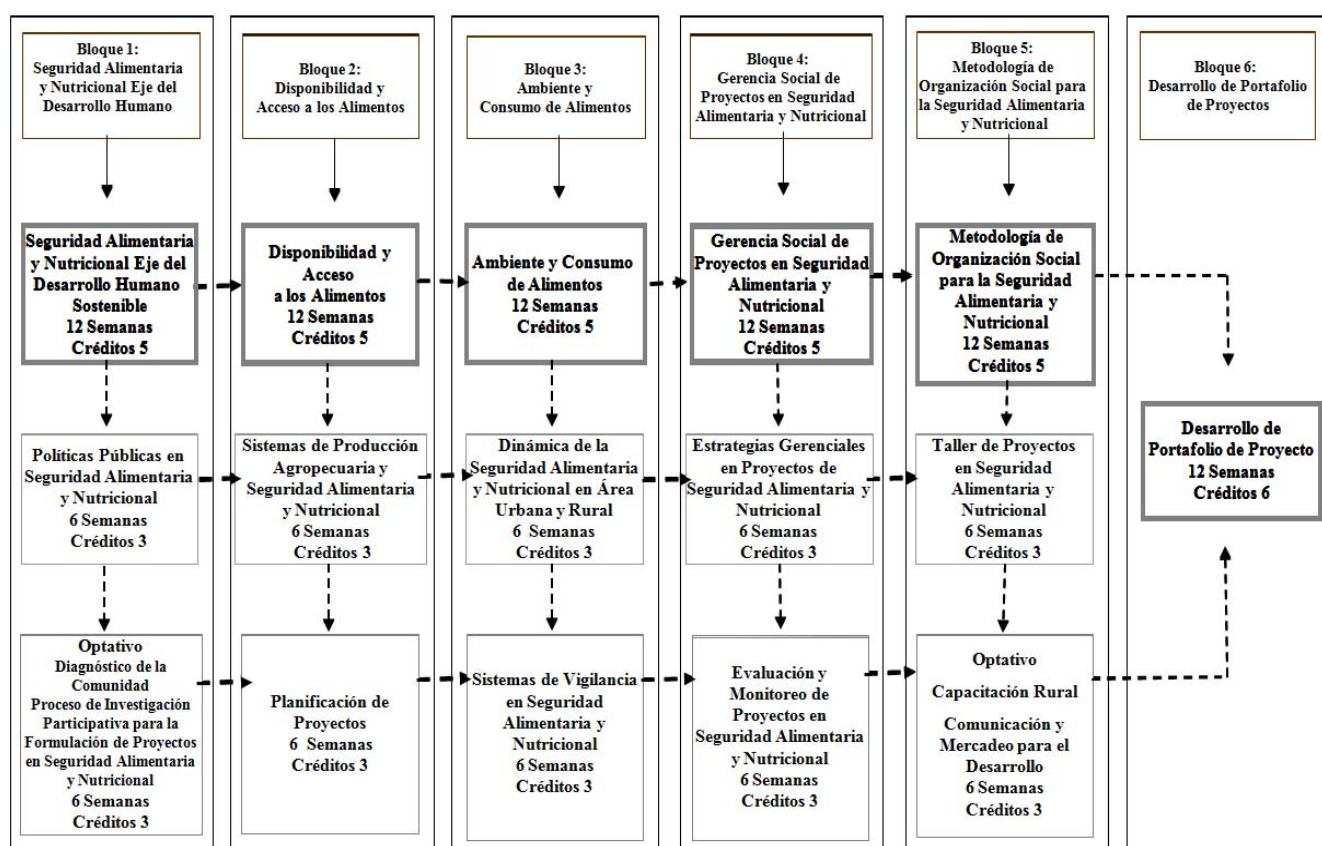 Bloque 1:
Seguridad Alimentaria
y Nutricional Eje del
Desarrollo Humano
Bloque 2:
Disponibilidad y
Acceso a los Alimentos
Bloque 3:
Ambiente y
Consumo de Alimentos
Bloque 4:
Gerencia Social de
Proyectos en Seguridad
Alimentaria y Nutricional
Bloque 5:
Metodología de
Organización Social para
la Seguridad Alimentaria
y Nutricional
Bloque 6:
Desarrollo de Portafolio
de Proyectos
Seguridad Alimentaria
y Nutricional Eje del
Desarrollo Humano
Sostenible
12 Semanas
Créditos 5
Disponibilidad y
Acceso
a los Alimentos
12 Semanas
Créditos 5
Ambiente y Consumo
de Alimentos
12 Semanas
Créditos 5
Gerencia Social de
Proyectos en Seguridad
Alimentaria y
Nutricional
12 Semanas
Créditos 5
Metodología de
Organización Social
para la Seguridad
Alimentaria y
Nutricional
12 Semanas
Créditos 5
Políticas Públicas en
Seguridad Alimentaria
y Nutricional
6 Semanas
Créditos 3
Sistemas de Producción
Agropecuaria y
Seguridad Alimentaria
y Nutricional
6 Semanas
Créditos 3
Dinámica de la
Seguridad Alimentaria
y Nutricional en Área
Urbana y Rural
6 Semanas
Créditos 3
Estrategias Gerenciales
en Proyectos de
Seguridad Alimentaria y
Nutricional
6 Semanas
Créditos 3
Taller de Proyectos
en Seguridad
Alimentaria y
Nutricional
6 Semanas
Créditos 3
Desarrollo de
Portafolio de Proyecto
12 Semanas
Créditos 6
Optativo
Diagnóstico de la
Comunidad
Proceso de Investigación
Participativa para la
Formulación de Proyectos
en Seguridad Alimentaria
y Nutricional
6 Semanas
Créditos 3
Planificación de
Proyectos
6 Semanas
Créditos 3
Sistemas de Vigilancia
en Seguridad
Alimentaria y
Nutricional
6 Semanas
Créditos 3
Evaluación y
Monitoreo de
Proyectos en
Seguridad Alimentaria
y Nutricional
6 Semanas
Créditos 3
Optativo
Capacitación Rural
Comunicación y
Mercadeo para el
Desarrollo
6 Semanas
Créditos 3